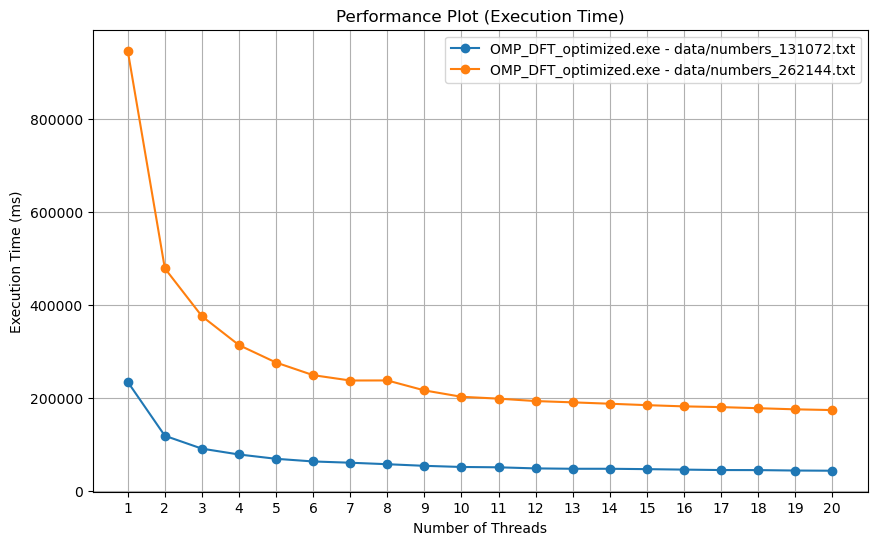 Performance Plot (Execution Time)
OMP_DFT_optimized.exe - data/numbers_131072.txt
OMP_DFT_optimized.exe - data/numbers_262144.txt
Execution Time (ms)
800000
600000
400000
200000
0
1 2 3 4 5 6 7 8 9 10 11 12 13 14 15 16 17 18 19 20
Number of Threads